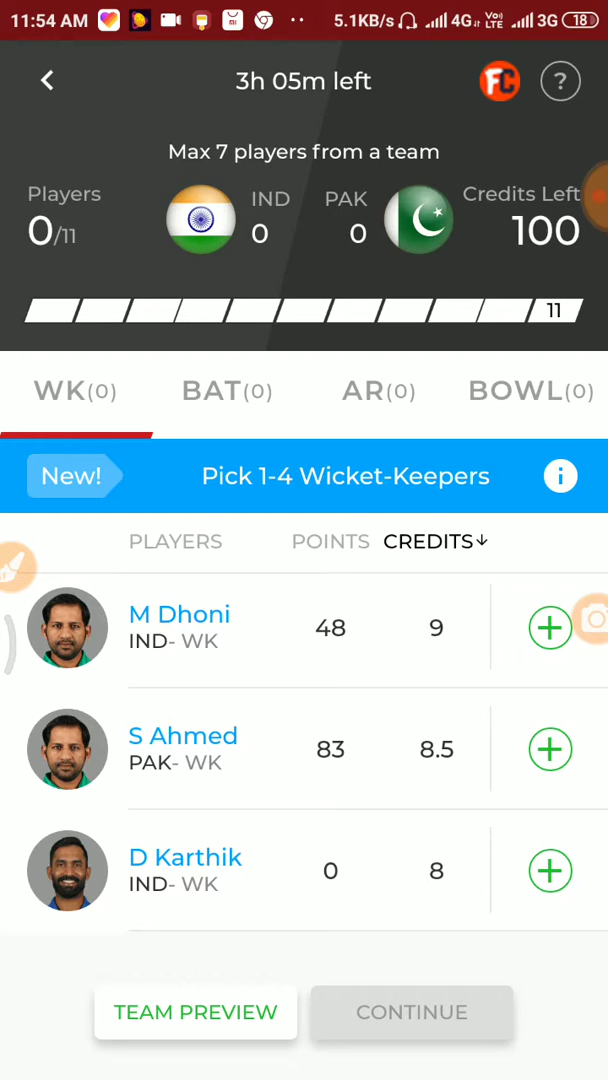 11:54 AM 5.1KB/s 4G VoJ LTE 3G 18
3h 05m left FC ?
Max 7 players from a team
Players IND PAK Credits Left
0/11 0 0 100
11
WK(0) BAT(0) AR(0) BOWL(0)
New! Pick 1-4 Wicket-Keepers i
PLAYERS POINTS CREDITS↓
M Dhoni 48 9 +
IND- WK
S Ahmed 83 8.5 +
PAK- WK
D Karthik 0 8 +
IND- WK
TEAM PREVIEW CONTINUE